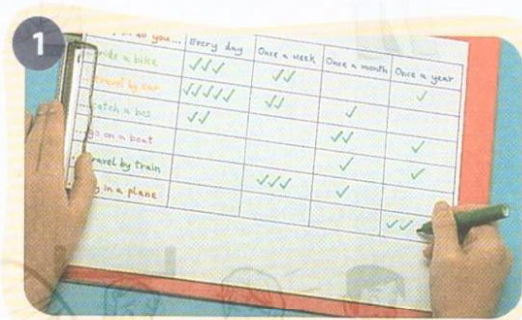 1
you... Every day Once a week Once a month Once a year
ride a bike
travel by car
catch a bus
go on a boat
travel by train
in a plane